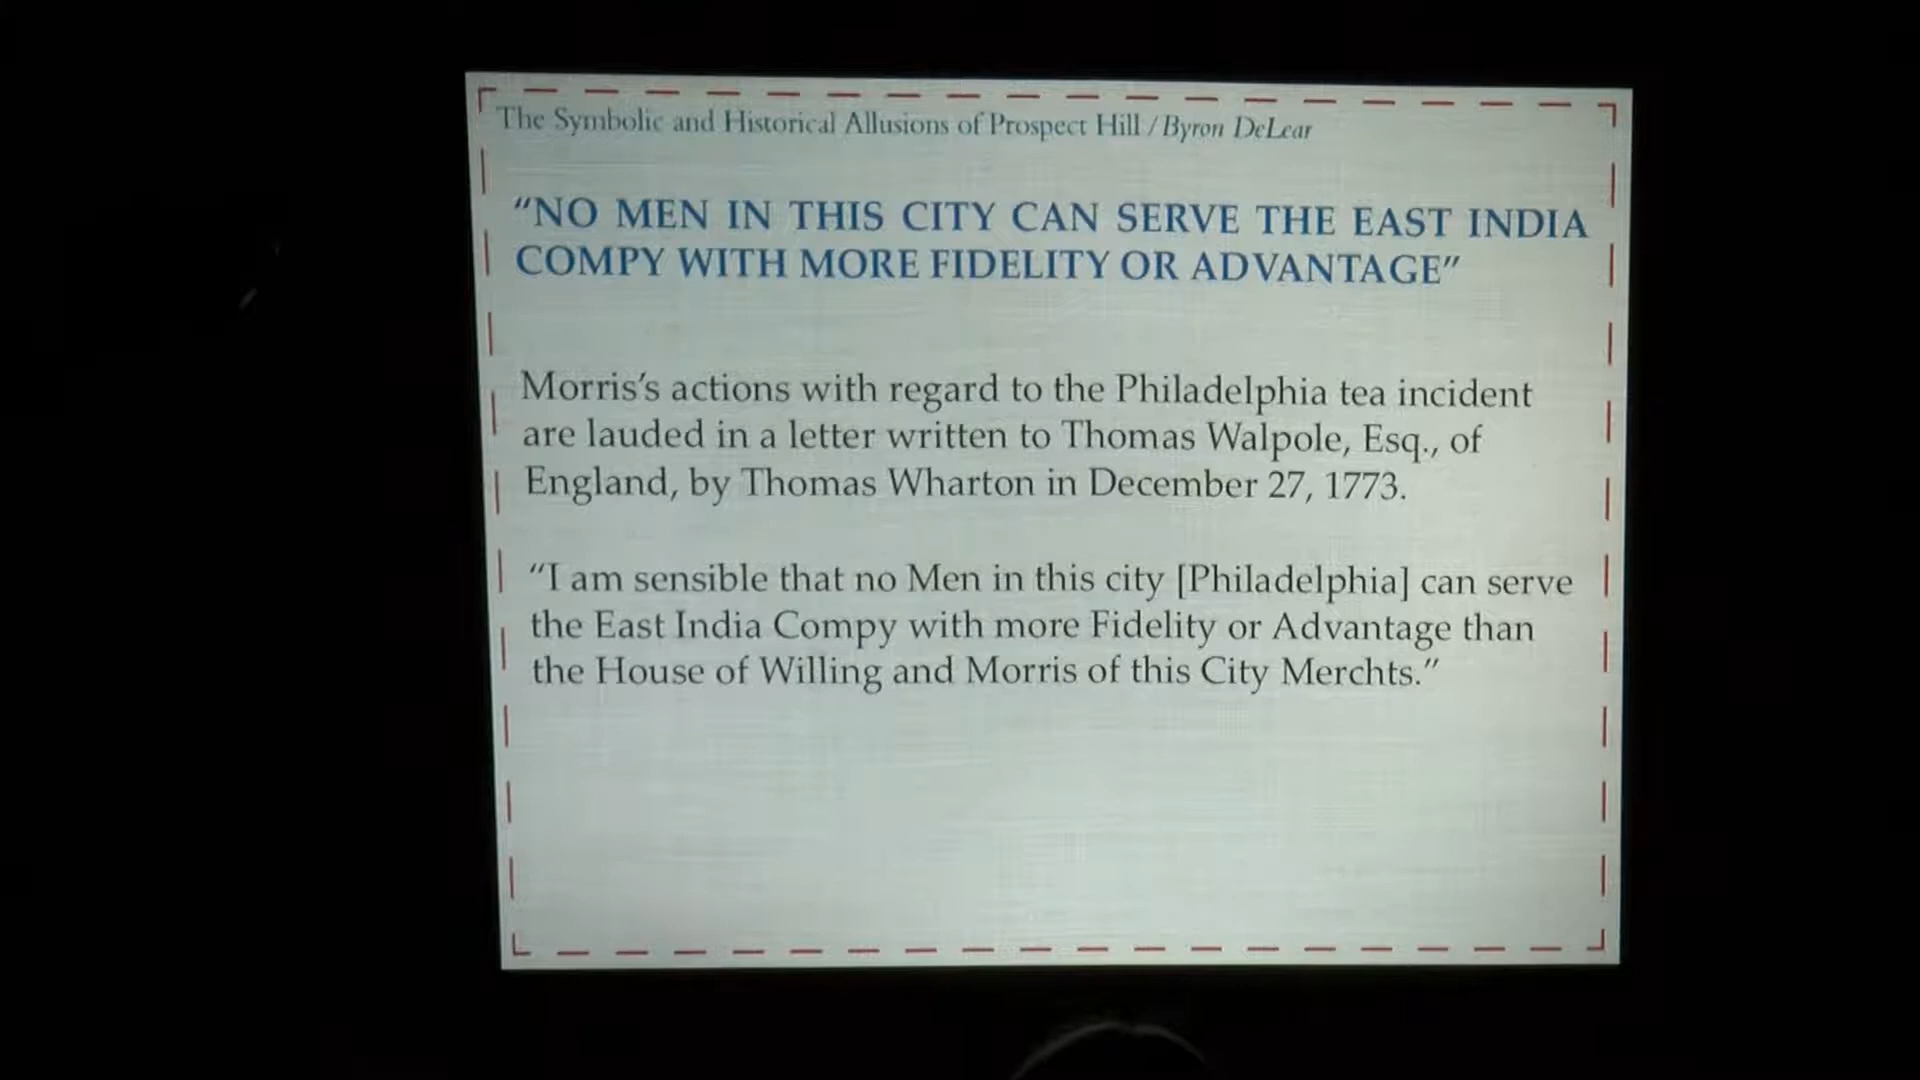 The Symbolic and Historical Allusions of Prospect Hill / Byron DeLear
“NO MEN IN THIS CITY CAN SERVE THE EAST INDIA
COMPY WITH MORE FIDELITY OR ADVANTAGE”
Morris’s actions with regard to the Philadelphia tea incident
are lauded in a letter written to Thomas Walpole, Esq., of
England, by Thomas Wharton in December 27, 1773.
“I am sensible that no Men in this city [Philadelphia] can serve
the East India Compy with more Fidelity or Advantage than
the House of Willing and Morris of this City Merchts.”